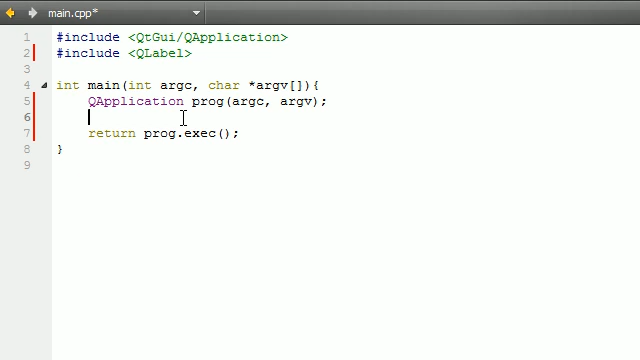 main.cpp*
1 #include <QtGui/QApplication>
2 #include <QLabel>
3
4 int main(int argc, char *argv[]){
5 QApplication prog(argc, argv);
6
7 return prog.exec();
8 }
9